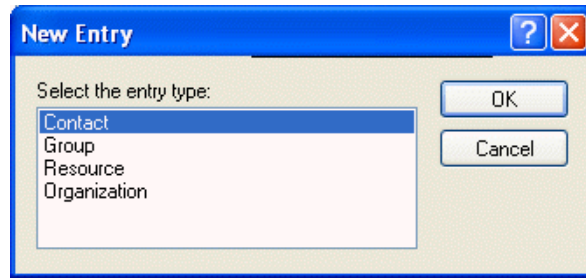 New Entry
Select the entry type:
Contact
Group
Resource
Organization
OK
Cancel